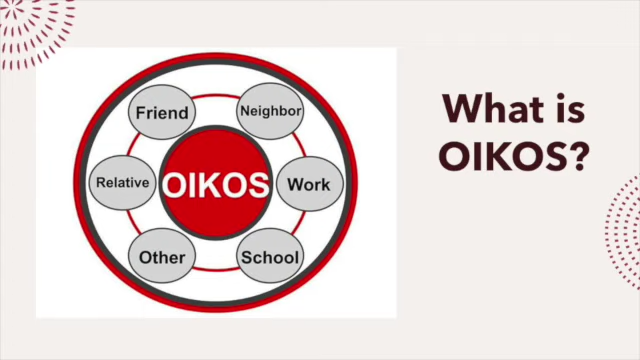 Friend
Neighbor
Relative
OIKOS
Work
Other
School
What is
OIKOS?